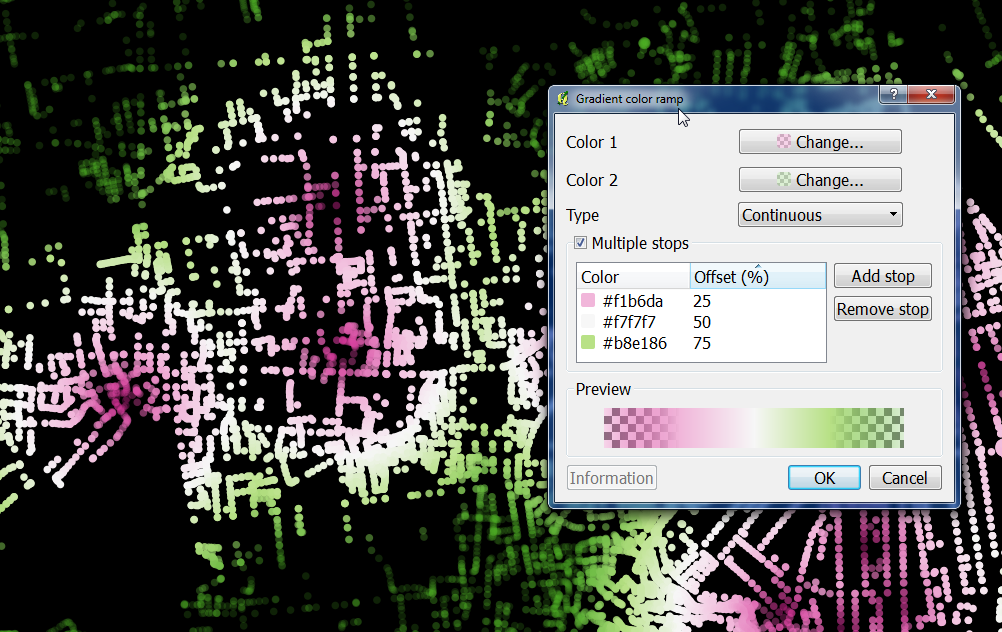 Gradient color ramp
Color 1 Change...
Color 2 Change...
Type Continuous
Multiple stops
Color Offset (%) Add stop
#f1b6da 25
#f7f7f7 50 Remove stop
#b8e186 75
Preview
Information OK Cancel